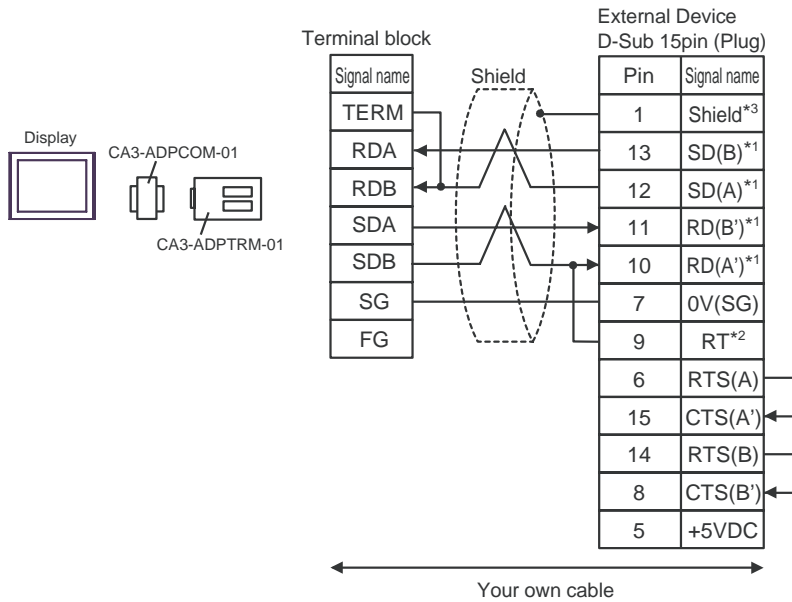 External Device
Terminal block
D-Sub 15pin (Plug)
Signal name
Shield
Pin
Signal name
TERM
1
Shield*3
Display
CA3-ADPCOM-01
RDA
13
SD(B)*1
RDB
12
SD(A)*1
CA3-ADPTRM-01
SDA
11
RD(B')*1
SDB
10
RD(A')*1
SG
7
0V(SG)
FG
9
RT*2
6
RTS(A)
15
CTS(A')
14
RTS(B)
8
CTS(B')
5
+5VDC
Your own cable